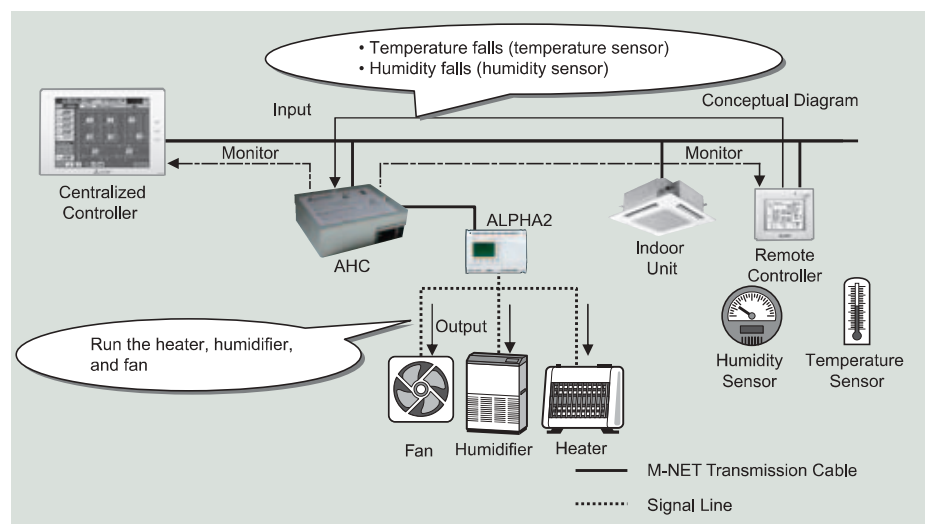 • Temperature falls (temperature sensor)
• Humidity falls (humidity sensor)
Input
Conceptual Diagram
Monitor
Monitor
Centralized
Controller
AHC
ALPHA2
Indoor
Unit
Remote
Controller
Output
Run the heater, humidifier,
and fan
Humidity
Sensor
Temperature
Sensor
Fan
Humidifier
Heater
M-NET Transmission Cable
Signal Line